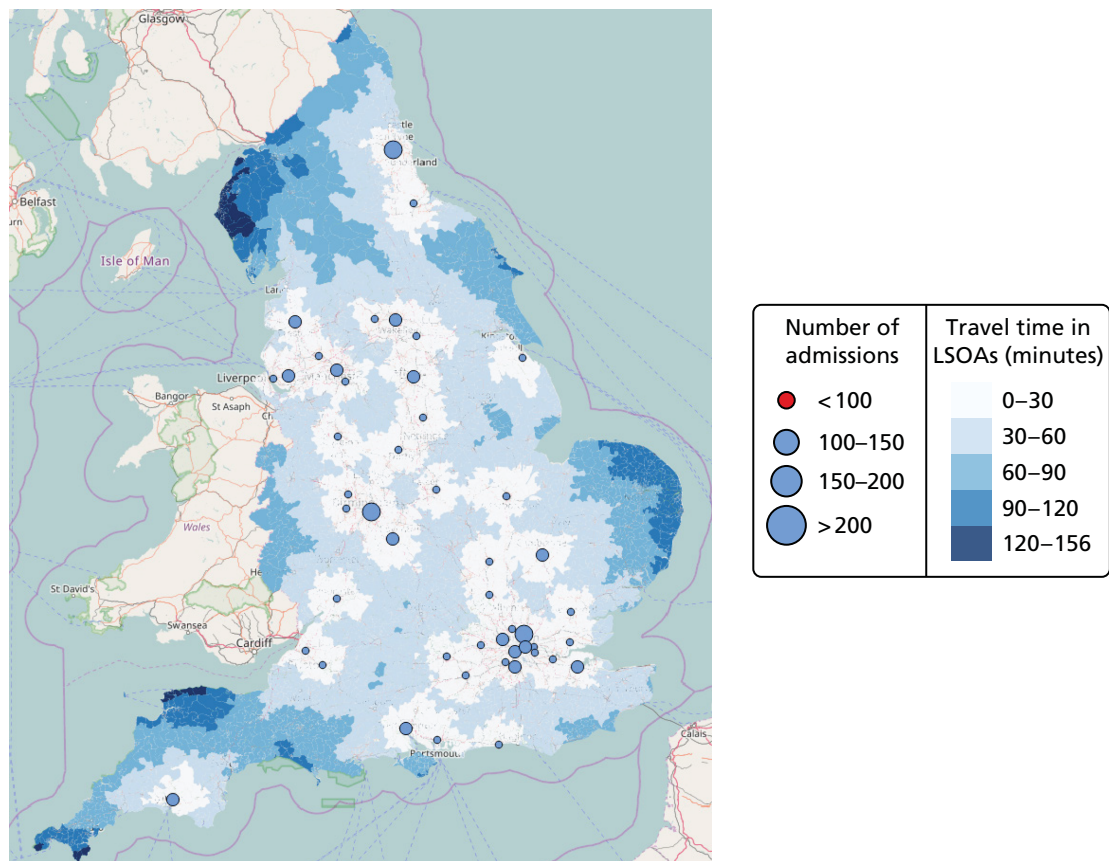 Glasgow
Belfast
Isle of Man
Liverpoo
Bangor
St Asaph
Wales
St David's
Swansea
Cardiff
Portsmouth
Calais
Number of
admissions
< 100
100–150
150–200
> 200
Travel time in
LSOAs (minutes)
0–30
30–60
60–90
90–120
120–156